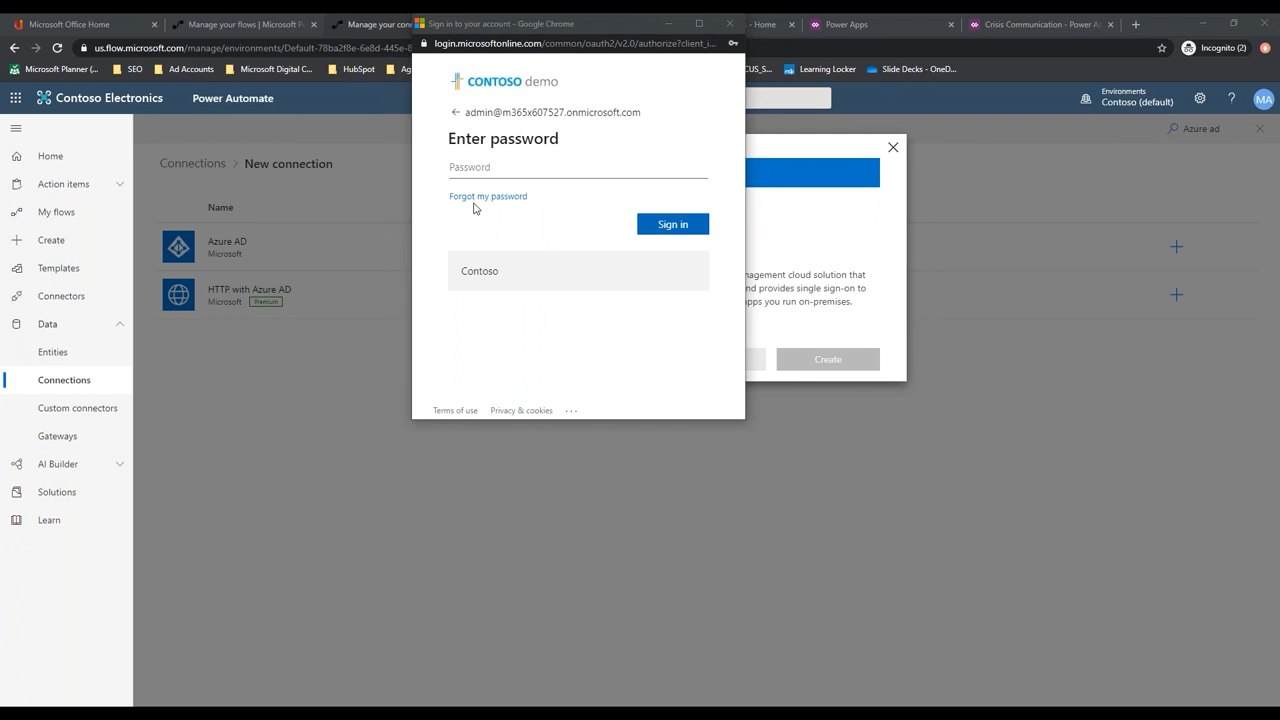 Microsoft Office Home
Manage your flows | Microsoft P
Manage your con
Sign in to your account - Google Chrome
- Home
Power Apps
Crisis Communication - Power A
Incognito (2)
us.flow.microsoft.com/manage/environments/Default-78ba2f8e-6e8d-445e-8
login.microsoftonline.com/common/oauth2/v2.0/authorize?client_i...
Microsoft Planner (...
SEO
Ad Accounts
Microsoft Digital C...
HubSpot
CUS_S...
Learning Locker
Slide Decks - OneD...
Contoso Electronics
Power Automate
Environments
Contoso (default)
MA
Home
Action items
My flows
Create
Templates
Connectors
Data
Entities
Connections
Custom connectors
Gateways
AI Builder
Solutions
Learn
Connections > New connection
Azure ad
Name
Azure AD
Microsoft
HTTP with Azure AD
Microsoft
Premium
CONTOSO demo
admin@m365x607527.onmicrosoft.com
Enter password
Password
Forgot my password
Sign in
Contoso
Terms of use
Privacy & cookies
...
nagement cloud solution that
and provides single sign-on to
apps you run on-premises.
Create